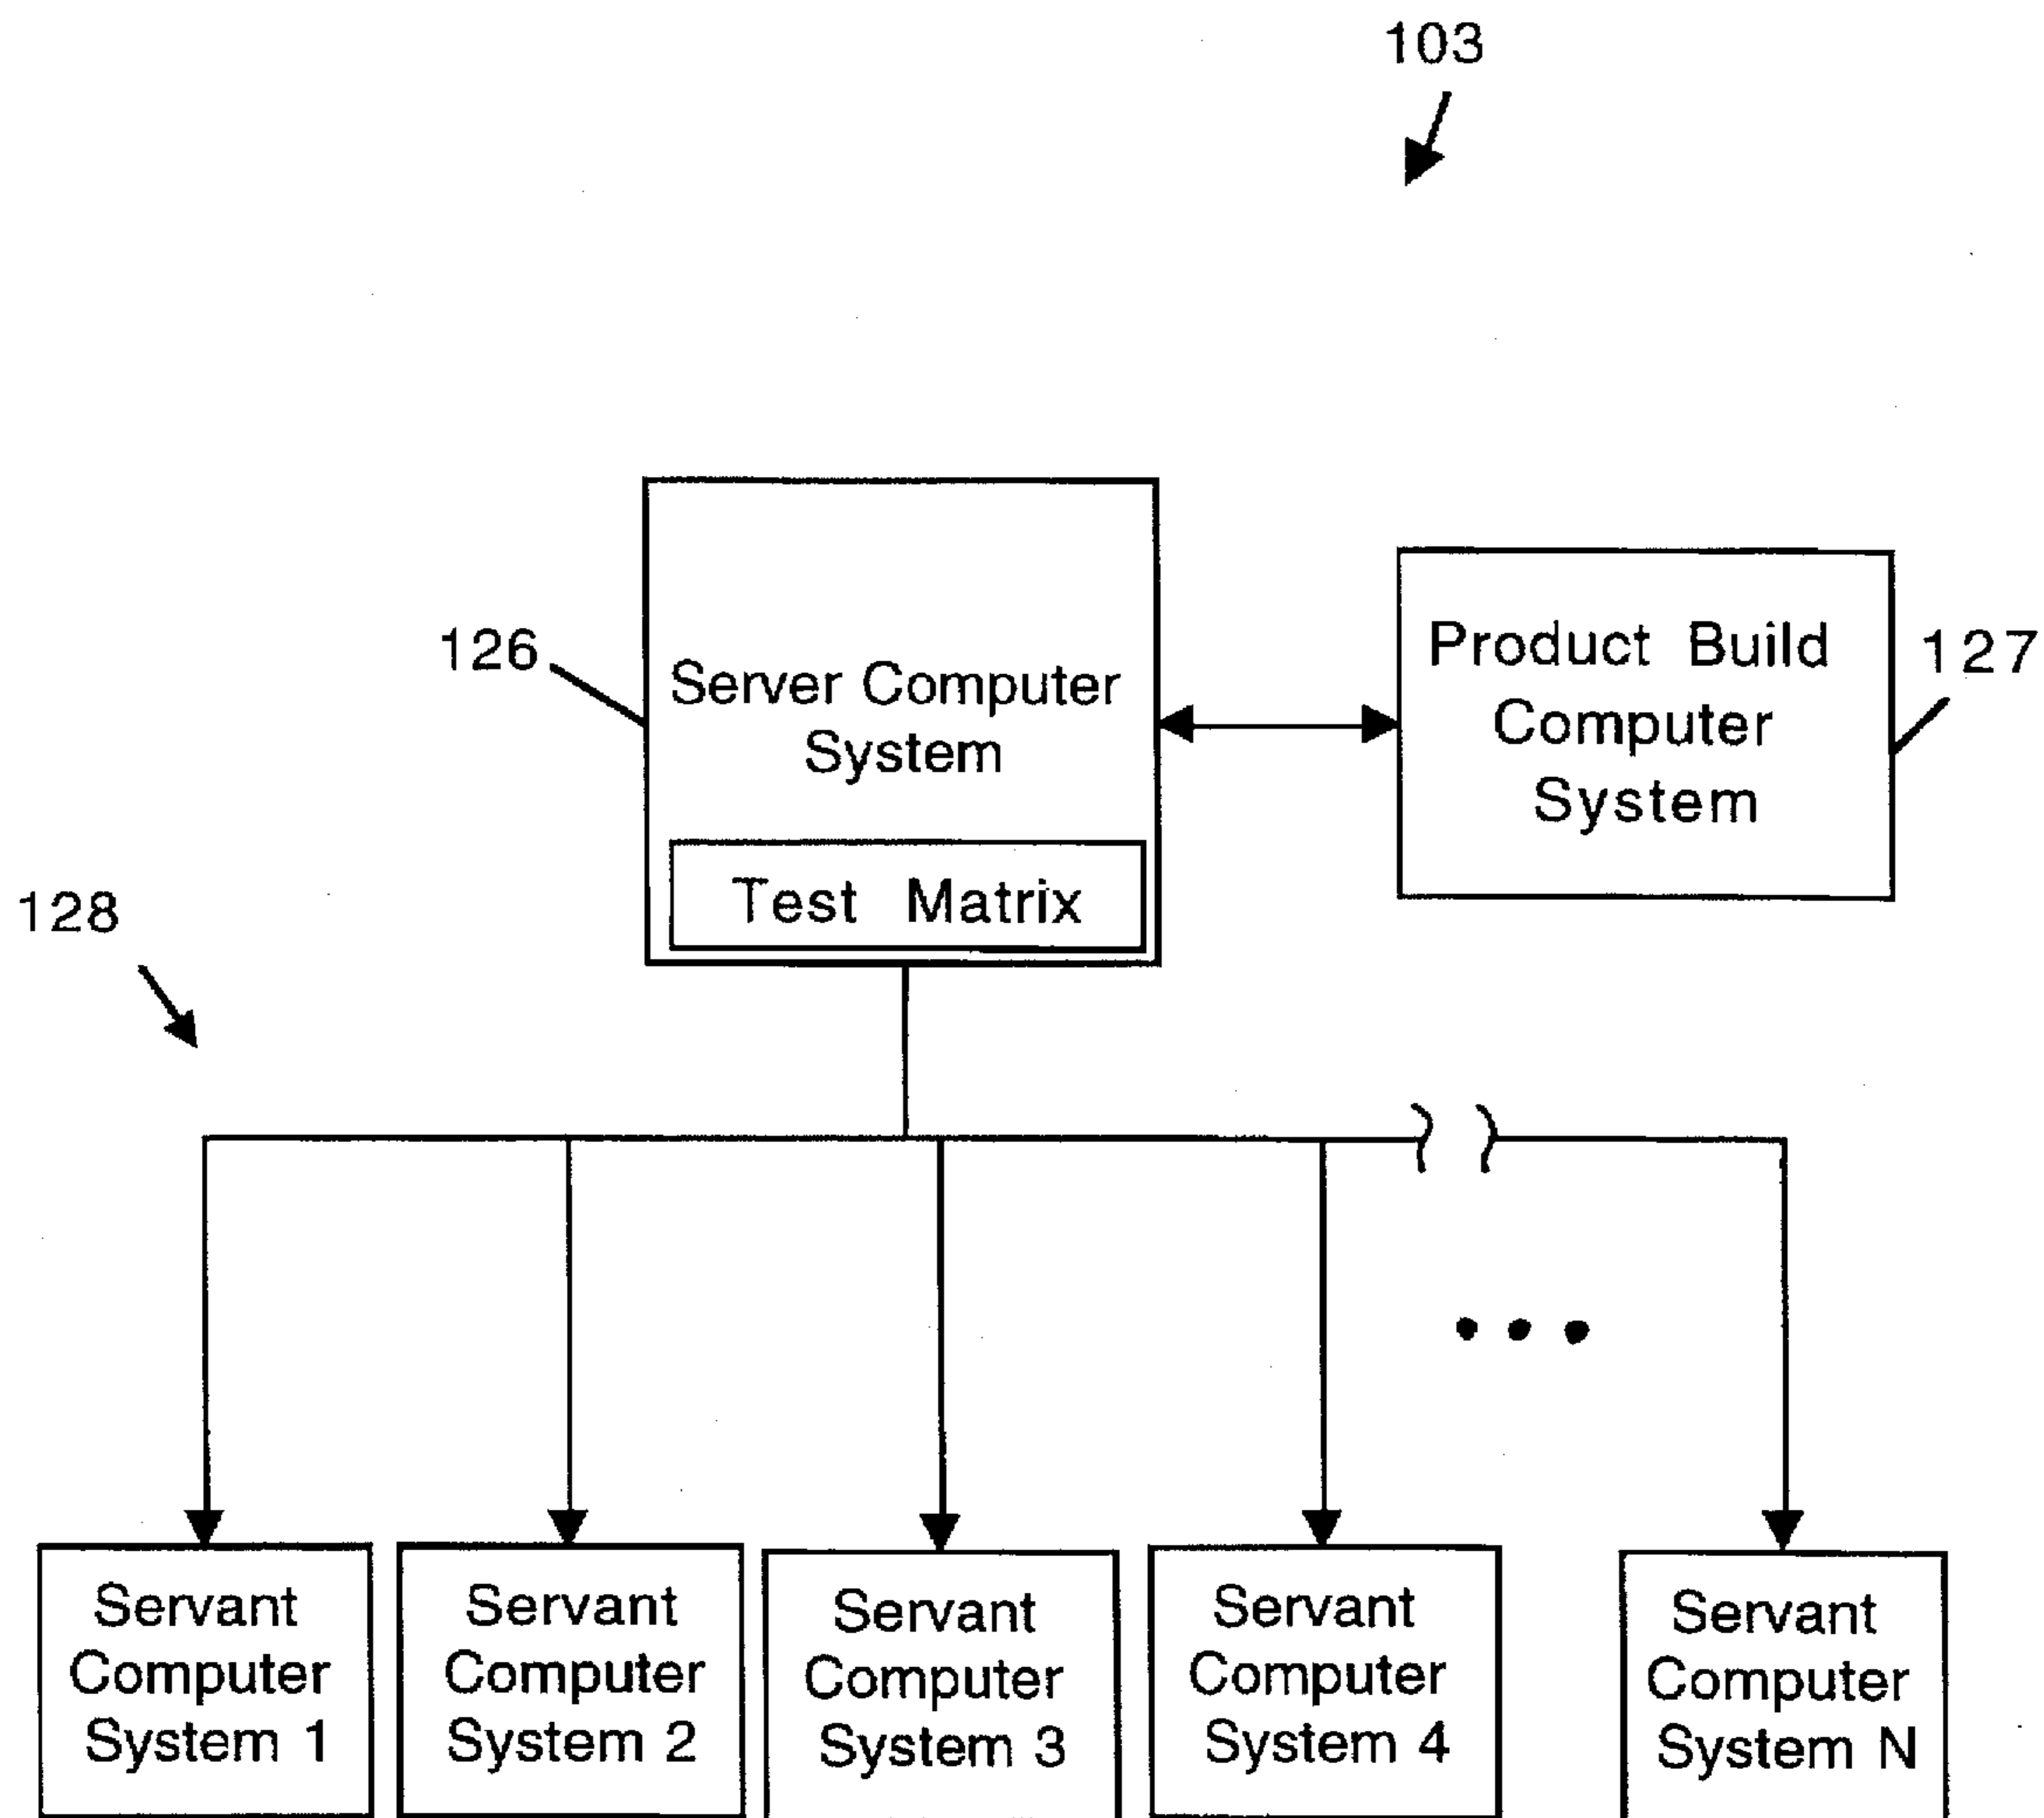 103
126
Server Computer
System
Test Matrix
Product Build
Computer
System
127
128
Servant
Computer
System 1
Servant
Computer
System 2
Servant
Computer
System 3
Servant
Computer
System 4
Servant
Computer
System N